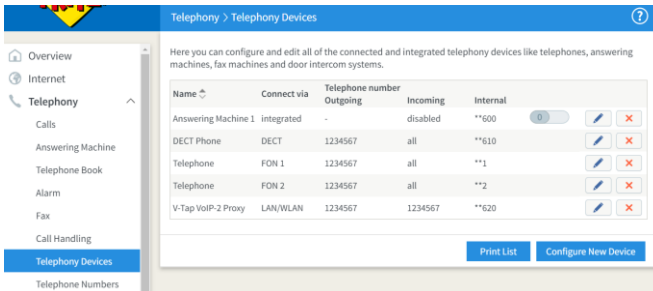 Telephony > Telephony Devices
?
Overview
Internet
Telephony
Calls
Answering Machine
Telephone Book
Alarm
Fax
Call Handling
Telephony Devices
Telephone Numbers
Here you can configure and edit all of the connected and integrated telephony devices like telephones, answering
machines, fax machines and door intercom systems.
Name Connect via Telephone number Outgoing Incoming Internal
Answering Machine 1 integrated - disabled **600 0
DECT Phone DECT 1234567 all **610
Telephone FON 1 1234567 all **1
Telephone FON 2 1234567 all **2
V-Tap VoIP-2 Proxy LAN/WLAN 1234567 1234567 **620
Print List Configure New Device